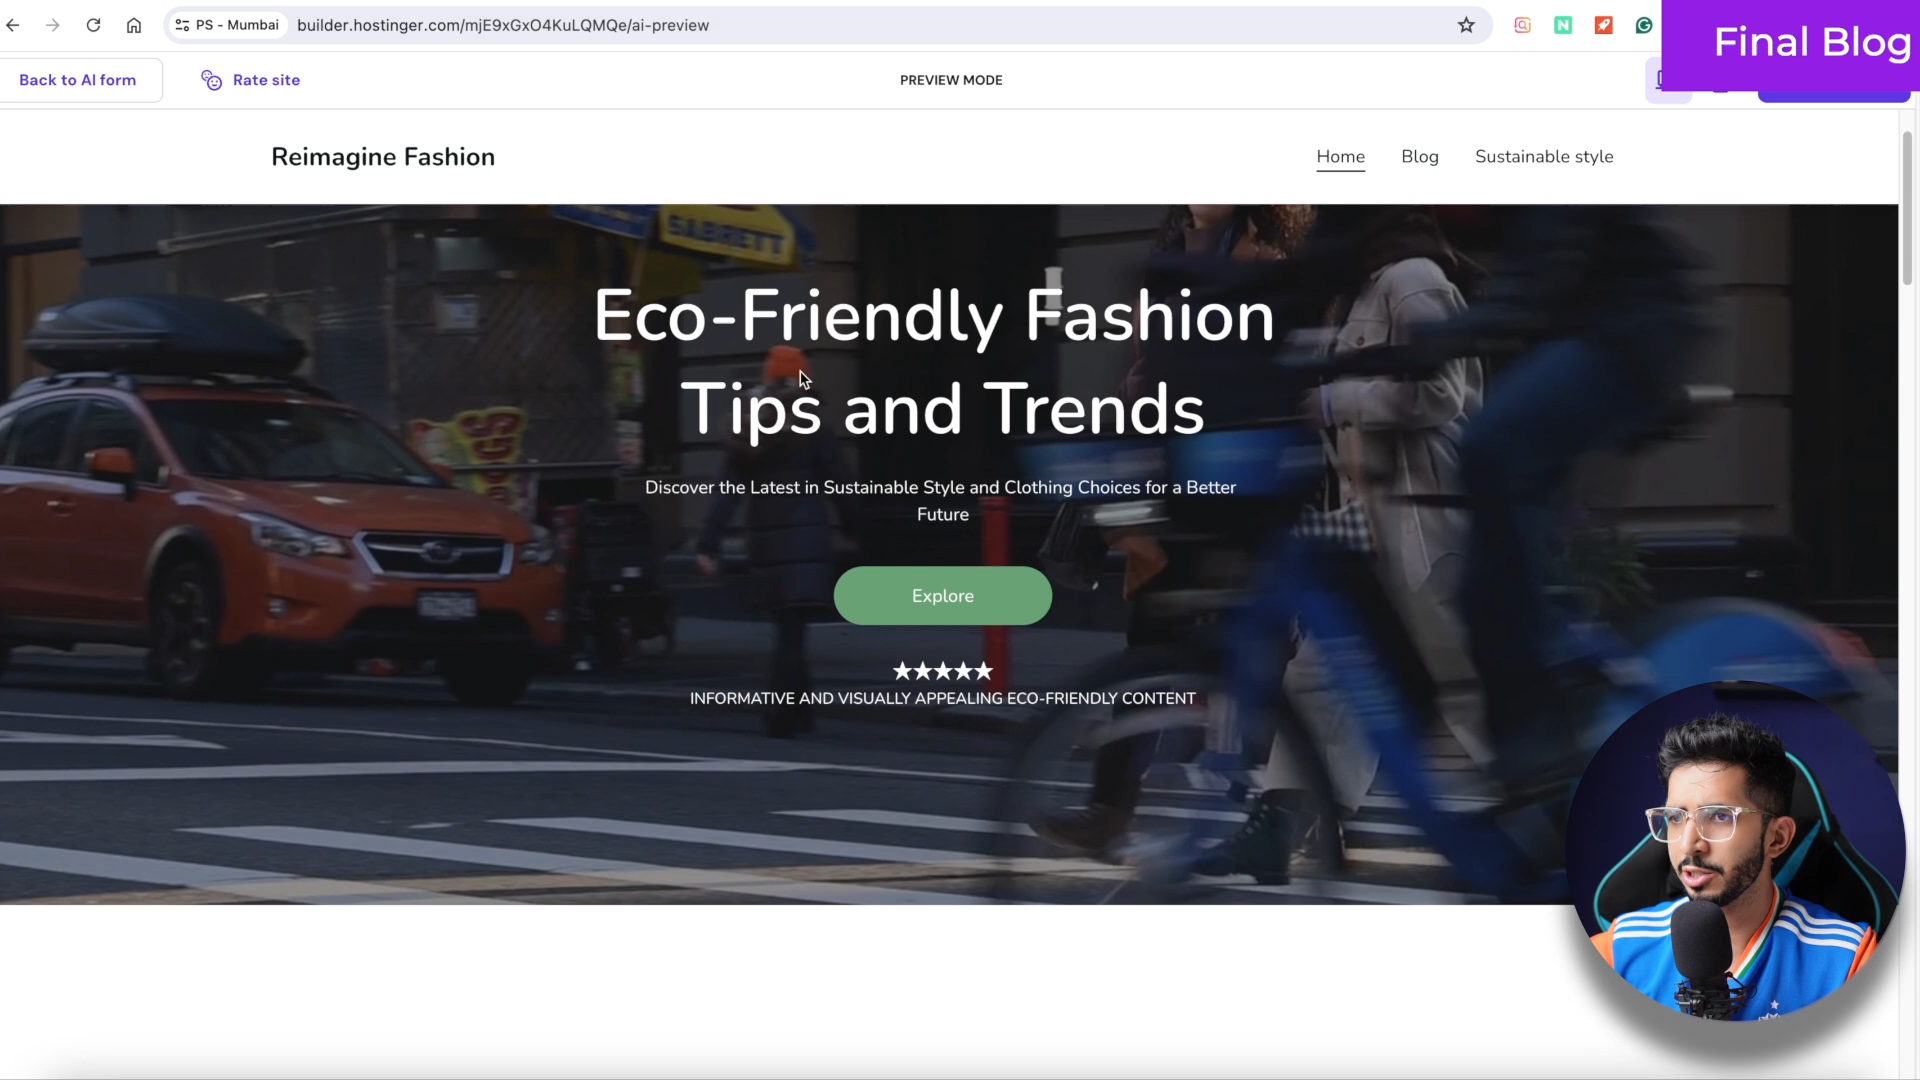 PS - Mumbai
builder.hostinger.com/mjE9xGxO4KuLQMQe/ai-preview
Final Blog
Back to AI form
Rate site
PREVIEW MODE
Reimagine Fashion
Home
Blog
Sustainable style
SABRETT
Eco-Friendly Fashion
Tips and Trends
Discover the Latest in Sustainable Style and Clothing Choices for a Better
Future
Explore
★★★★★
INFORMATIVE AND VISUALLY APPEALING ECO-FRIENDLY CONTENT